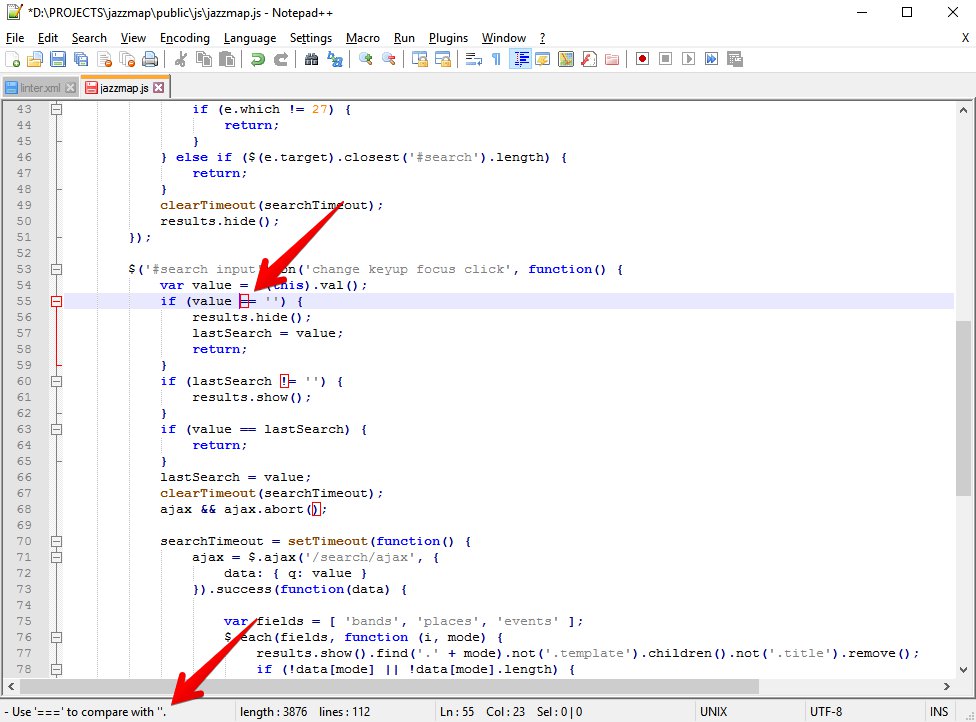 *D:\PROJECTS\jazzmap\public\js\jazzmap.js - Notepad++
File Edit Search View Encoding Language Settings Macro Run Plugins Window ? X
linter.xml jazzmap.js
43 if (e.which != 27) {
44 return;
45 }
46 } else if ($(e.target).closest('#search').length) {
47 return;
48 }
49 clearTimeout(searchTimeout);
50 results.hide();
51 });
52
53 $('#search input' on('change keyup focus click', function() {
54 var value = (this).val();
55 if (value == '') {
56 results.hide();
57 lastSearch = value;
58 return;
59 }
60 if (lastSearch != '') {
61 results.show();
62 }
63 if (value == lastSearch) {
64 return;
65 }
66 lastSearch = value;
67 clearTimeout(searchTimeout);
68 ajax && ajax.abort();
69
70 searchTimeout = setTimeout(function() {
71 ajax = $.ajax('/search/ajax', {
72 data: { q: value }
73 }).success(function(data) {
74
75 var fields = [ 'bands', 'places', 'events' ];
76 $.each(fields, function (i, mode) {
77 results.show().find('.' + mode).not('.template').children().not('.title').remove();
78 if (!data[mode] || !data[mode].length) {
- Use '===' to compare with ''. length : 3876 lines : 112 Ln : 55 Col : 23 Sel : 0 | 0 UNIX UTF-8 INS